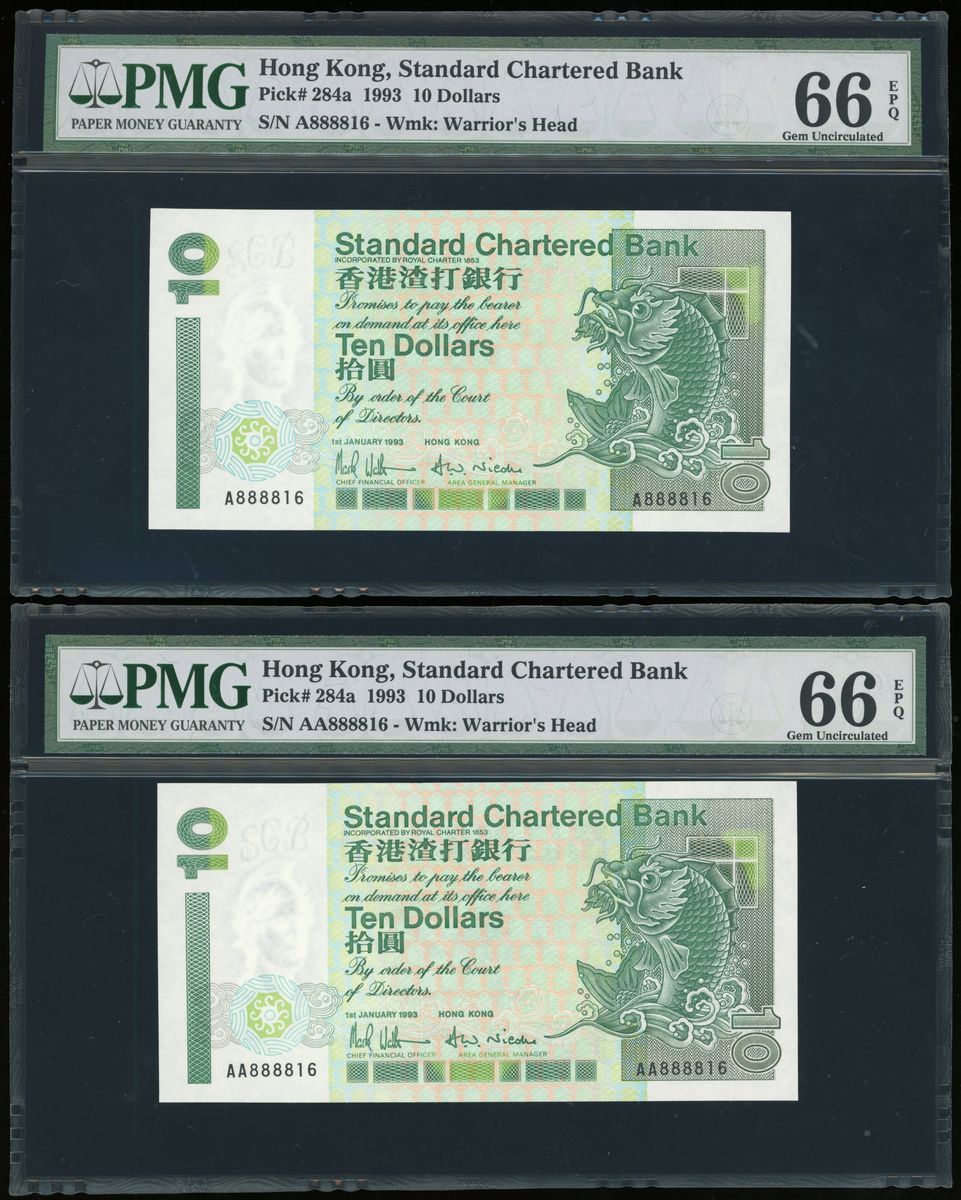 PMG
PAPER MONEY GUARANTY
Hong Kong, Standard Chartered Bank
Pick# 284a 1993 10 Dollars
S/N A888816 - Wmk: Warrior's Head
66 EPQ
Gem Uncirculated
10
Standard Chartered Bank
INCORPORATED BY ROYAL CHARTER 1853
香港渣打銀行
Promises to pay the bearer
on demand at its office here
Ten Dollars
拾圓
By order of the Court
of Directors.
1st JANUARY 1993 HONG KONG
CHIEF FINANCIAL OFFICER AREA GENERAL MANAGER
A888816 A888816
10
PMG
PAPER MONEY GUARANTY
Hong Kong, Standard Chartered Bank
Pick# 284a 1993 10 Dollars
S/N AA888816 - Wmk: Warrior's Head
66 EPQ
Gem Uncirculated
10
Standard Chartered Bank
INCORPORATED BY ROYAL CHARTER 1853
香港渣打銀行
Promises to pay the bearer
on demand at its office here
Ten Dollars
拾圓
By order of the Court
of Directors.
1st JANUARY 1993 HONG KONG
CHIEF FINANCIAL OFFICER AREA GENERAL MANAGER
AA888816 AA888816
10